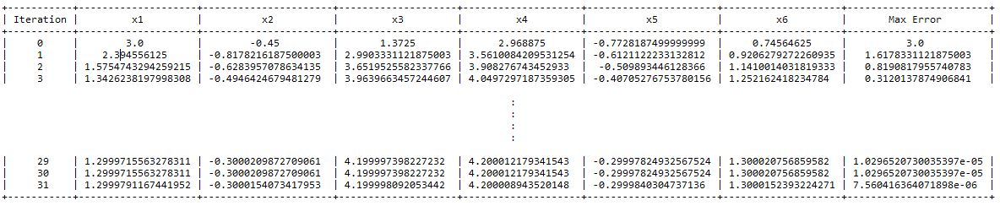 +-----------+--------------------+---------------------+--------------------+--------------------+----------------------+--------------------+------------------------+
| Iteration | x1 | x2 | x3 | x4 | x5 | x6 | Max Error |
+-----------+--------------------+---------------------+--------------------+--------------------+----------------------+--------------------+------------------------+
| 0 | 3.0 | -0.45 | 1.3725 | 2.968875 | -0.7728187499999999 | 0.74564625 | 3.0 |
| 1 | 2.394556125 | -0.8178216187500003 | 2.9903331121875003 | 3.5610084209531254 | -0.6121122233132812 | 0.9206279272260935 | 1.6178331121875003 |
| 2 | 1.5754743294259215 | -0.6283957078634135 | 3.6519525582337766 | 3.908276743452933 | -0.509893446128366 | 1.1410014031819333 | 0.8190817955740783 |
| 3 | 1.3426238197998308 | -0.4946424679481279 | 3.9639663457244607 | 4.0497297187359305 | -0.40705276753780156 | 1.252162418234784 | 0.3120137874906841 |
:
:
:
:
| 29 | 1.2999715563278311 | -0.3000209872709061 | 4.199997398227232 | 4.200012179341543 | -0.29997824932567524 | 1.300020756859582 | 1.0296520730035397e-05 |
| 30 | 1.2999715563278311 | -0.3000209872709061 | 4.199997398227232 | 4.200012179341543 | -0.29997824932567524 | 1.300020756859582 | 1.0296520730035397e-05 |
| 31 | 1.2999791167441952 | -0.3000154073417953 | 4.199998092053442 | 4.200008943520148 | -0.2999840304737136 | 1.3000152393224271 | 7.560416364071898e-06 |
+-----------+--------------------+---------------------+--------------------+--------------------+----------------------+--------------------+------------------------+